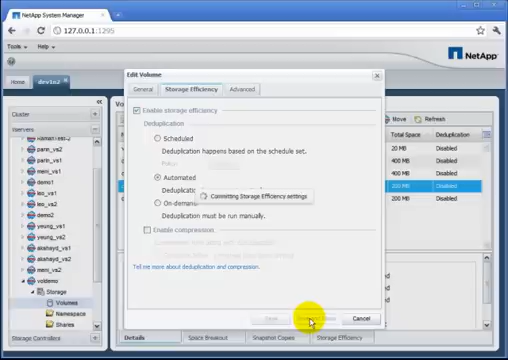 NetApp System Manager
127.0.0.1:1295
Tools Help
NetApp
Home devin2
Cluster
Vservers
parin_vs2
meni_vs2
demo1
iso_vs1
iso_vs2
demo2
yeung_vs1
yeung_vs2
akshayd_vs1
akshayd_vs2
meni_vs1
voldemo
Storage
Volumes
Namespace
Shares
Storage Controllers
Edit Volume
General Storage Efficiency Advanced
Enable storage efficiency
Deduplication
Scheduled
Deduplication happens based on the schedule set.
Automated
Committing Storage Efficiency settings
On-demand
Deduplication must be run manually.
Enable compression
Tell me more about deduplication and compression.
Cancel
Move Refresh
Total Space Deduplication
20 MB Disabled
400 MB Disabled
400 MB Disabled
200 MB Disabled
200 MB Disabled
Details Space Breakout Snapshot Copies Storage Efficiency